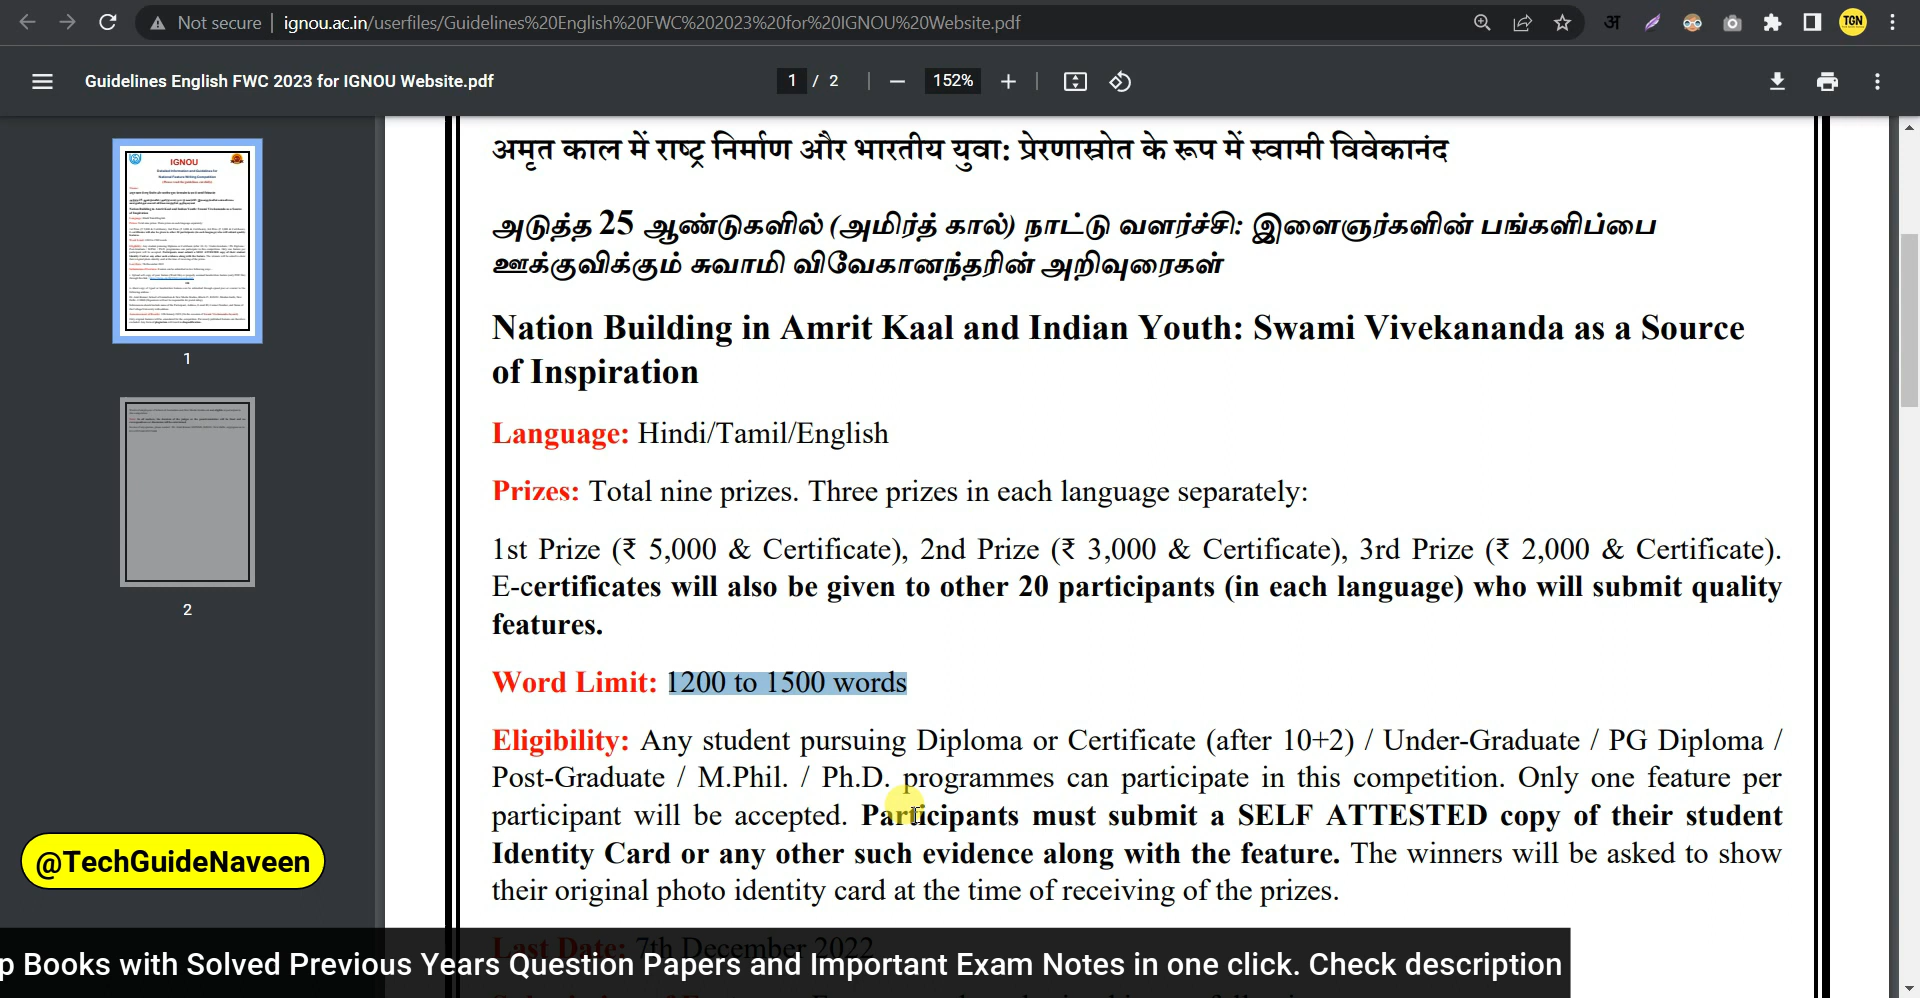 Not secure | ignou.ac.in/userfiles/Guidelines%20English%20FWC%202023%20for%20IGNOU%20Website.pdf
अ
TGN
Guidelines English FWC 2023 for IGNOU Website.pdf
1 / 2
152%
IGNOU
1
2
अमृत काल में राष्ट्र निर्माण और भारतीय युवा: प्रेरणास्रोत के रूप में स्वामी विवेकानंद
அடுத்த 25 ஆண்டுகளில் (அமிர்த் கால்) நாட்டு வளர்ச்சி: இளைஞர்களின் பங்களிப்பை
ஊக்குவிக்கும் சுவாமி விவேகானந்தரின் அறிவுரைகள்
Nation Building in Amrit Kaal and Indian Youth: Swami Vivekananda as a Source
of Inspiration
Language: Hindi/Tamil/English
Prizes: Total nine prizes. Three prizes in each language separately:
1st Prize (₹ 5,000 & Certificate), 2nd Prize (₹ 3,000 & Certificate), 3rd Prize (₹ 2,000 & Certificate).
E-certificates will also be given to other 20 participants (in each language) who will submit quality
features.
Word Limit: 1200 to 1500 words
Eligibility: Any student pursuing Diploma or Certificate (after 10+2) / Under-Graduate / PG Diploma /
Post-Graduate / M.Phil. / Ph.D. programmes can participate in this competition. Only one feature per
participant will be accepted. Participants must submit a SELF ATTESTED copy of their student
Identity Card or any other such evidence along with the feature. The winners will be asked to show
their original photo identity card at the time of receiving of the prizes.
@TechGuideNaveen
Last Date: 7th December 2022
p Books with Solved Previous Years Question Papers and Important Exam Notes in one click. Check description